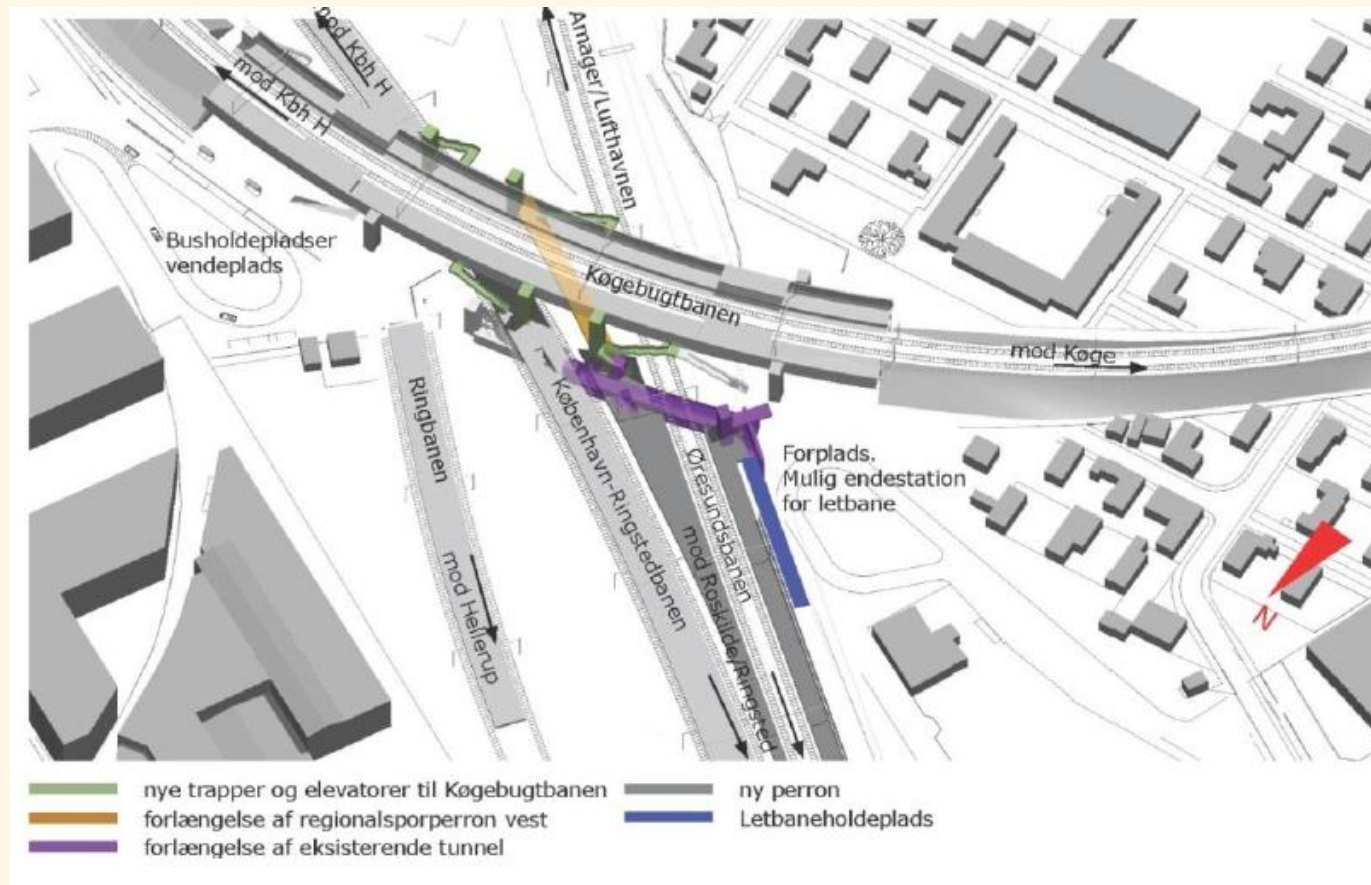 mod Kbh H
mod Kbh H
Amager/Lufthavnen
Busholdepladser
vendeplads
Køgebugtbanen
mod Køge
Ringbanen
mod Hellerup
København-Ringstedbanen
Øresundsbanen
mod Roskilde/Ringsted
Forplads.
Mulig endestation
for letbane
N
nye trapper og elevatorer til Køgebugtbanen
forlængelse af regionalsporperron vest
forlængelse af eksisterende tunnel
ny perron
Letbaneholdeplads